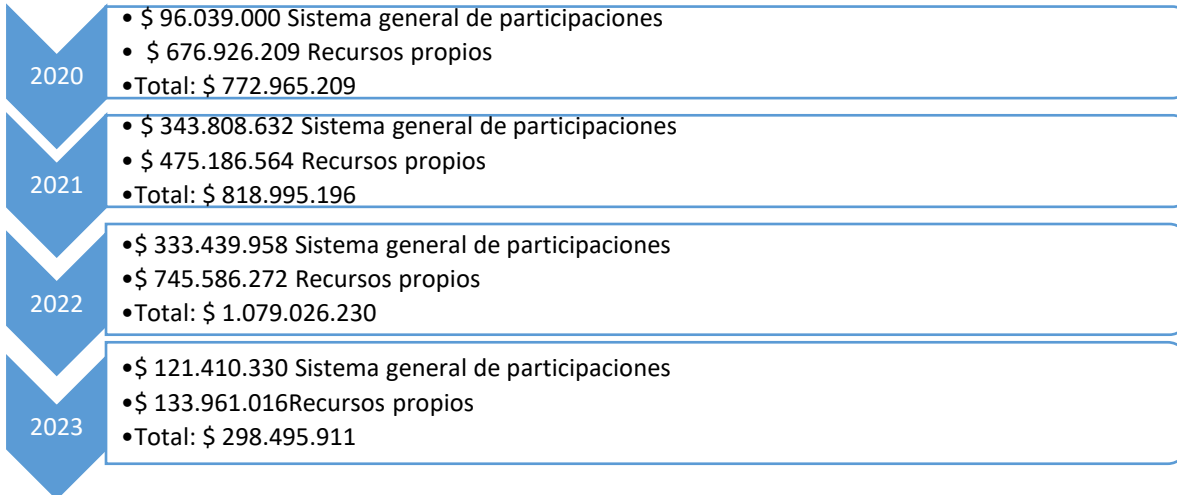 2020
• $ 96.039.000 Sistema general de participaciones
• $ 676.926.209 Recursos propios
•Total: $ 772.965.209
2021
• $ 343.808.632 Sistema general de participaciones
• $ 475.186.564 Recursos propios
•Total: $ 818.995.196
2022
•$ 333.439.958 Sistema general de participaciones
•$ 745.586.272 Recursos propios
•Total: $ 1.079.026.230
2023
•$ 121.410.330 Sistema general de participaciones
•$ 133.961.016Recursos propios
•Total: $ 298.495.911